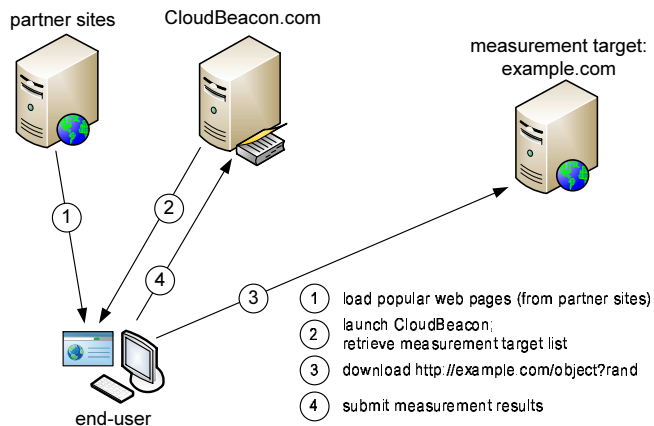 partner sites
CloudBeacon.com
measurement target:
example.com
1
2
4
3
end-user
1 load popular web pages (from partner sites)
2 launch CloudBeacon;
retrieve measurement target list
3 download http://example.com/object?rand
4 submit measurement results